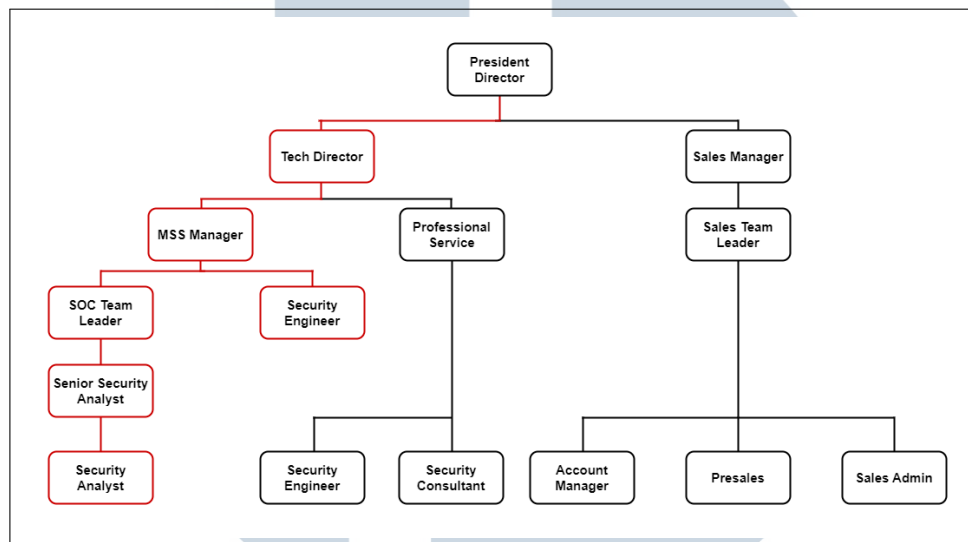 President
Director
Tech Director
Sales Manager
MSS Manager
Professional
Service
Sales Team
Leader
SOC Team
Leader
Security
Engineer
Senior Security
Analyst
Security
Analyst
Security
Engineer
Security
Consultant
Account
Manager
Presales
Sales Admin